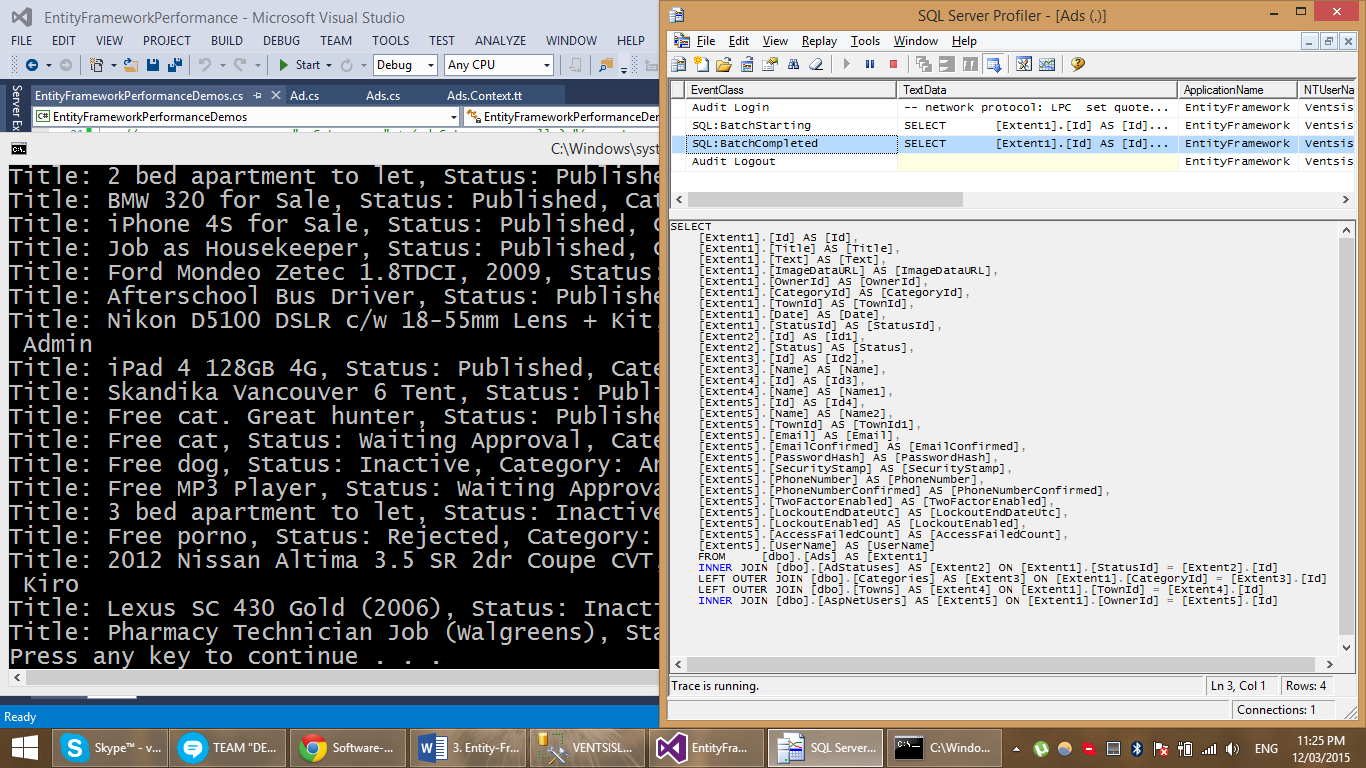 EntityFrameworkPerformance - Microsoft Visual Studio
FILE EDIT VIEW PROJECT BUILD DEBUG TEAM TOOLS TEST ANALYZE WINDOW HELP
Start Debug Any CPU
Server Explorer
EntityFrameworkPerformanceDemos.cs Ad.cs Ads.cs Ads.Context.tt
EntityFrameworkPerformanceDemos EntityFrameworkPerformanceDer
C:\Windows\syst
Title: 2 bed apartment to let, Status: Publishe
Title: BMW 320 for Sale, Status: Published, Cat
Title: iPhone 4S for Sale, Status: Published, C
Title: Job as Housekeeper, Status: Published, C
Title: Ford Mondeo Zetec 1.8TDCI, 2009, Status:
Title: Afterschool Bus Driver, Status: Publishe
Title: Nikon D5100 DSLR c/w 18-55mm Lens + Kit,
Admin
Title: iPad 4 128GB 4G, Status: Published, Cate
Title: Skandika Vancouver 6 Tent, Status: Publi
Title: Free cat. Great hunter, Status: Publishe
Title: Free cat, Status: Waiting Approval, Cate
Title: Free dog, Status: Inactive, Category: An
Title: Free MP3 Player, Status: Waiting Approva
Title: 3 bed apartment to let, Status: Inactive
Title: Free porno, Status: Rejected, Category:
Title: 2012 Nissan Altima 3.5 SR 2dr Coupe CVT,
Kiro
Title: Lexus SC 430 Gold (2006), Status: Inacti
Title: Pharmacy Technician Job (Walgreens), Sta
Press any key to continue . . .
Ready
SQL Server Profiler - [Ads (.)]
File Edit View Replay Tools Window Help
EventClass TextData ApplicationName NTUserNa
Audit Login -- network protocol: LPC set quote... EntityFramework Ventsis
SQL:BatchStarting SELECT [Extent1].[Id] AS [Id]... EntityFramework Ventsis
SQL:BatchCompleted SELECT [Extent1].[Id] AS [Id]... EntityFramework Ventsis
Audit Logout EntityFramework Ventsis
SELECT
[Extent1].[Id] AS [Id],
[Extent1].[Title] AS [Title],
[Extent1].[Text] AS [Text],
[Extent1].[ImageDataURL] AS [ImageDataURL],
[Extent1].[OwnerId] AS [OwnerId],
[Extent1].[CategoryId] AS [CategoryId],
[Extent1].[TownId] AS [TownId],
[Extent1].[Date] AS [Date],
[Extent1].[StatusId] AS [StatusId],
[Extent2].[Id] AS [Id1],
[Extent2].[Status] AS [Status],
[Extent3].[Id] AS [Id2],
[Extent3].[Name] AS [Name],
[Extent4].[Id] AS [Id3],
[Extent4].[Name] AS [Name1],
[Extent5].[Id] AS [Id4],
[Extent5].[Name] AS [Name2],
[Extent5].[TownId] AS [TownId1],
[Extent5].[Email] AS [Email],
[Extent5].[EmailConfirmed] AS [EmailConfirmed],
[Extent5].[PasswordHash] AS [PasswordHash],
[Extent5].[SecurityStamp] AS [SecurityStamp],
[Extent5].[PhoneNumber] AS [PhoneNumber],
[Extent5].[PhoneNumberConfirmed] AS [PhoneNumberConfirmed],
[Extent5].[TwoFactorEnabled] AS [TwoFactorEnabled],
[Extent5].[LockoutEndDateUtc] AS [LockoutEndDateUtc],
[Extent5].[LockoutEnabled] AS [LockoutEnabled],
[Extent5].[AccessFailedCount] AS [AccessFailedCount],
[Extent5].[UserName] AS [UserName]
FROM [dbo].[Ads] AS [Extent1]
INNER JOIN [dbo].[AdStatuses] AS [Extent2] ON [Extent1].[StatusId] = [Extent2].[Id]
LEFT OUTER JOIN [dbo].[Categories] AS [Extent3] ON [Extent1].[CategoryId] = [Extent3].[Id]
LEFT OUTER JOIN [dbo].[Towns] AS [Extent4] ON [Extent1].[TownId] = [Extent4].[Id]
INNER JOIN [dbo].[AspNetUsers] AS [Extent5] ON [Extent1].[OwnerId] = [Extent5].[Id]
Trace is running. Ln 3, Col 1 Rows: 4
Connections: 1
Skype™ - v... TEAM "DE... Software-... 3. Entity-Fr... VENTSISL... EntityFra... SQL Server... C:\Windo... ENG 11:25 PM
12/03/2015